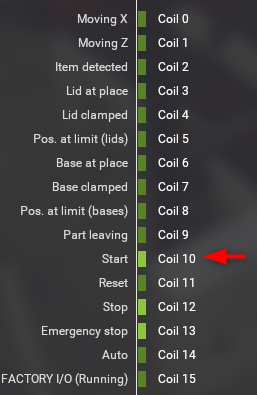 Moving X Coil 0
Moving Z Coil 1
Item detected Coil 2
Lid at place Coil 3
Lid clamped Coil 4
Pos. at limit (lids) Coil 5
Base at place Coil 6
Base clamped Coil 7
Pos. at limit (bases) Coil 8
Part leaving Coil 9
Start Coil 10
Reset Coil 11
Stop Coil 12
Emergency stop Coil 13
Auto Coil 14
FACTORY I/O (Running) Coil 15